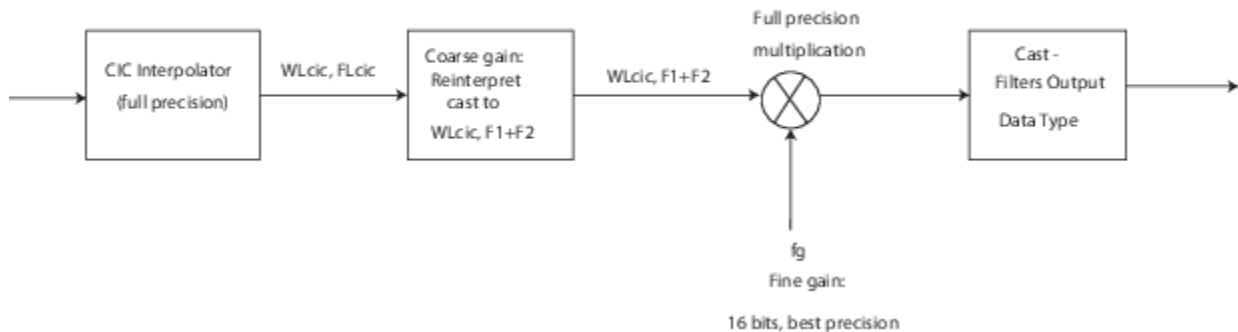 CIC Interpolator
(full precision)
WLcic, FLcic
Coarse gain:
Reinterpret
cast to
WLcic, F1+F2
WLcic, F1+F2
Full precision
multiplication
fg
Fine gain:
16 bits, best precision
Cast -
Filters Output
Data Type